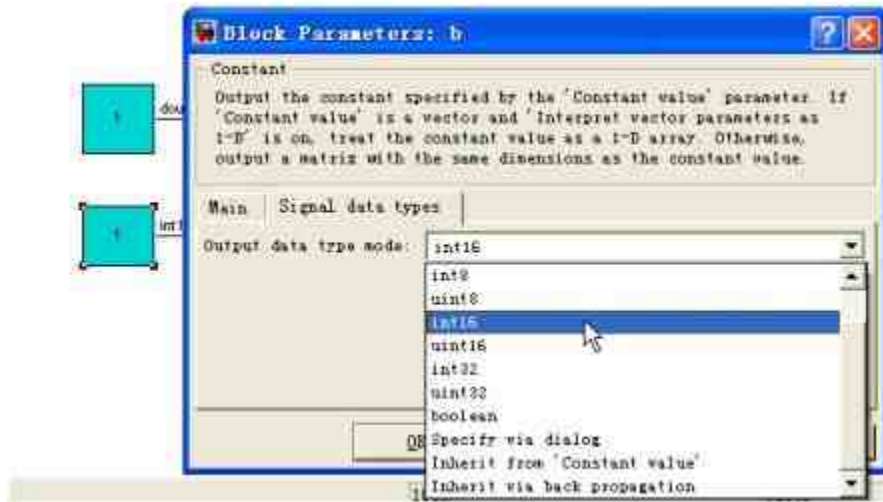 Block Parameters: b
Constant
Output the constant specified by the 'Constant value' parameter. If
'Constant value' is a vector and 'Interpret vector parameters as
1-D' is on, treat the constant value as a 1-D array. Otherwise,
output a matrix with the same dimensions as the constant value.
1
dou
1
int1
Main
Signal data types
Output data type mode:
int16
int8
uint8
int16
uint16
int32
uint32
boolean
Specify via dialog
Inherit from 'Constant value'
Inherit via back propagation